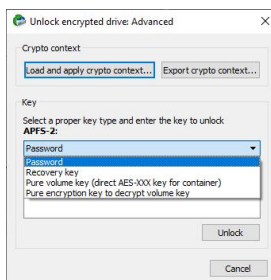 Unlock encrypted drive: Advanced
Crypto context
Load and apply crypto context...
Export crypto context...
Key
Select a proper key type and enter the key to unlock
APFS-2:
Password
Password
Recovery key
Pure volume key (direct AES-XXX key for container)
Pure encryption key to decrypt volume key
Unlock
Cancel